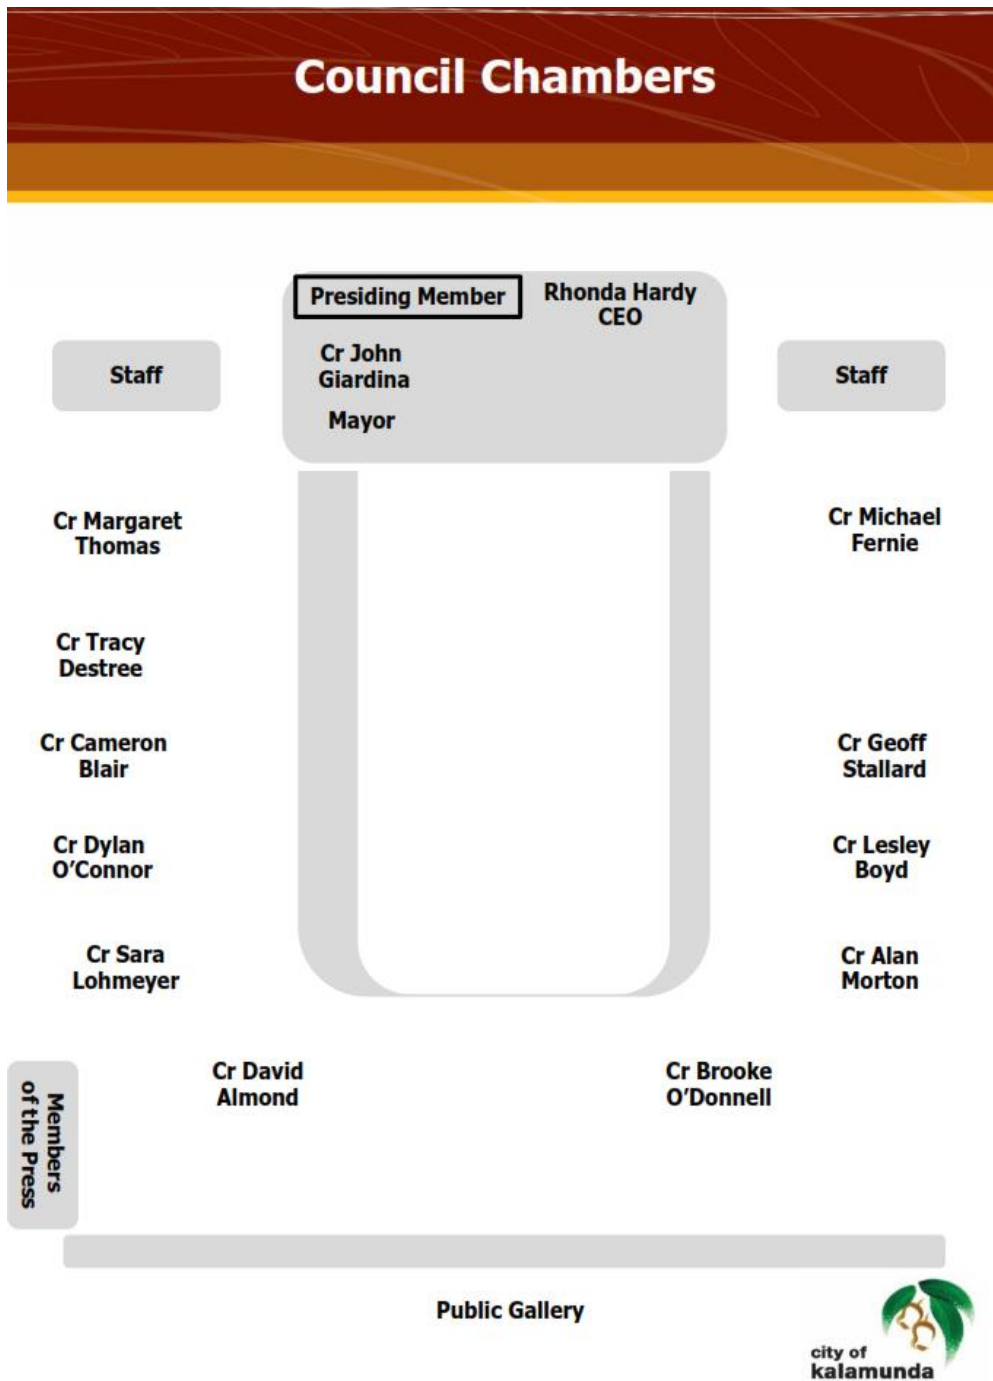 Council Chambers
Presiding Member
Rhonda Hardy
CEO
Cr John
Giardina
Mayor
Staff
Staff
Cr Margaret
Thomas
Cr Michael
Fernie
Cr Tracy
Destree
Cr Cameron
Blair
Cr Geoff
Stallard
Cr Dylan
O’Connor
Cr Lesley
Boyd
Cr Sara
Lohmeyer
Cr Alan
Morton
Cr David
Almond
Cr Brooke
O’Donnell
Members
of the Press
Public Gallery
city of
kalamunda